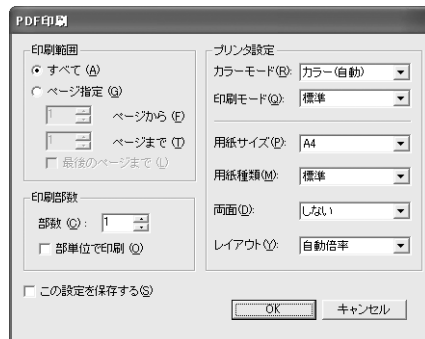 PDF印刷
印刷範囲
すべて (A)
ページ指定 (G)
1 ページから (F)
1 ページまで (T)
最後のページまで (L)
印刷部数
部数 (C): 1
部単位で印刷 (O)
この設定を保存する(S)
プリンタ設定
カラーモード(R): カラー(自動)
印刷モード(Q): 標準
用紙サイズ(P): A4
用紙種類(M): 標準
両面(D): しない
レイアウト(Y): 自動倍率
OK キャンセル